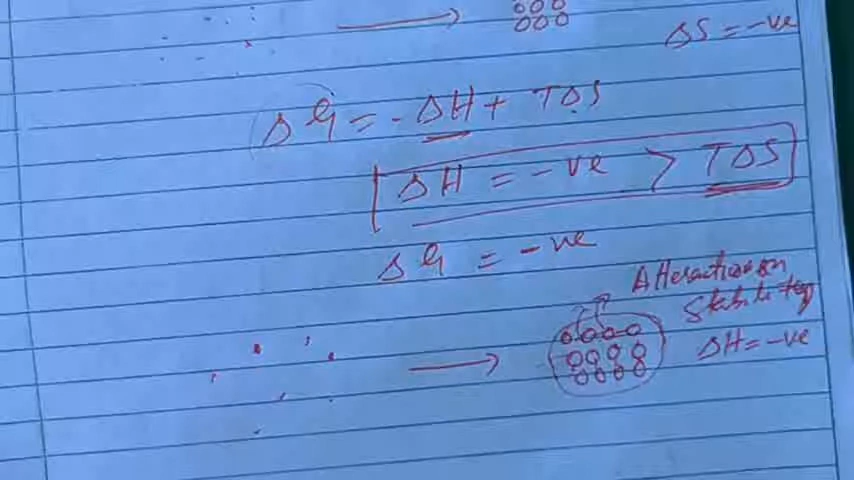 ΔS = -ve
ΔG = - ΔH + TΔS
ΔH = -ve > TΔS
ΔG = -ve
Attraction
ΔH = -ve